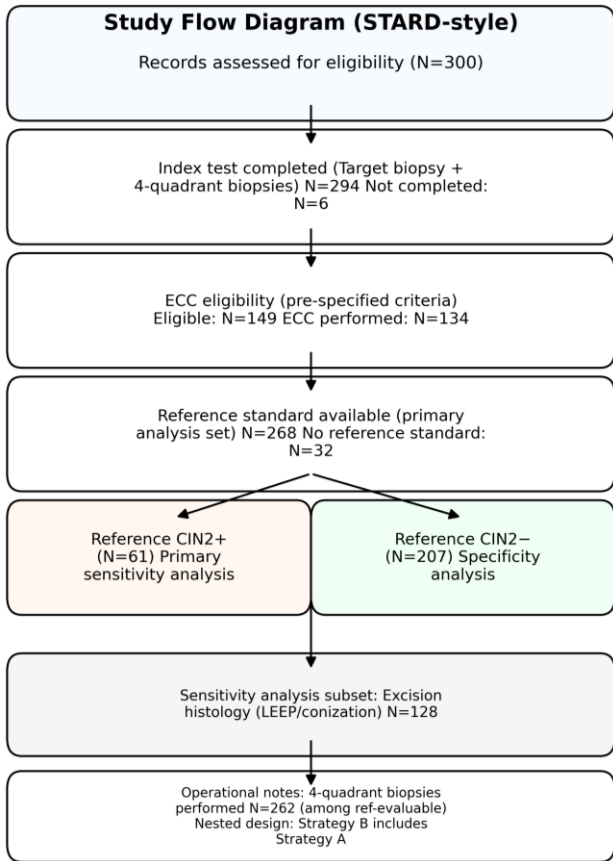 Study Flow Diagram (STARD-style)
Records assessed for eligibility (N=300)
Index test completed (Target biopsy +
4-quadrant biopsies) N=294 Not completed:
N=6
ECC eligibility (pre-specified criteria)
Eligible: N=149 ECC performed: N=134
Reference standard available (primary
analysis set) N=268 No reference standard:
N=32
Reference CIN2+
(N=61) Primary
sensitivity analysis
Reference CIN2−
(N=207) Specificity
analysis
Sensitivity analysis subset: Excision
histology (LEEP/conization) N=128
Operational notes: 4-quadrant biopsies
performed N=262 (among ref-evaluable)
Nested design: Strategy B includes
Strategy A